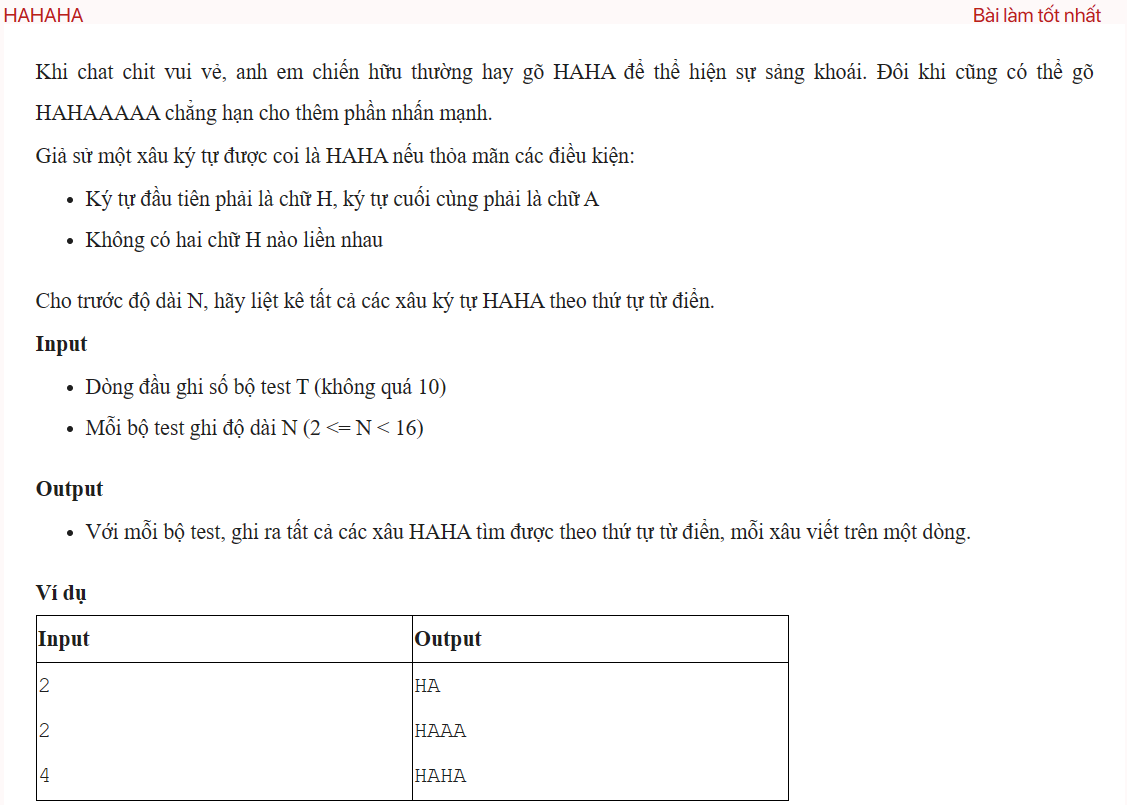 HAHAHA
Bài làm tốt nhất
Khi chat chit vui vẻ, anh em chiến hữu thường hay gõ HAHA để thể hiện sự sảng khoái. Đôi khi cũng có thể gõ
HAHAAAAA chẳng hạn cho thêm phần nhấn mạnh.
Giả sử một xâu ký tự được coi là HAHA nếu thỏa mãn các điều kiện:
• Ký tự đầu tiên phải là chữ H, ký tự cuối cùng phải là chữ A
• Không có hai chữ H nào liền nhau
Cho trước độ dài N, hãy liệt kê tất cả các xâu ký tự HAHA theo thứ tự từ điển.
Input
• Dòng đầu ghi số bộ test T (không quá 10)
• Mỗi bộ test ghi độ dài N (2 <= N < 16)
Output
• Với mỗi bộ test, ghi ra tất cả các xâu HAHA tìm được theo thứ tự từ điển, mỗi xâu viết trên một dòng.
Ví dụ
Input Output
2 HA
2 HAAA
4 HAHA